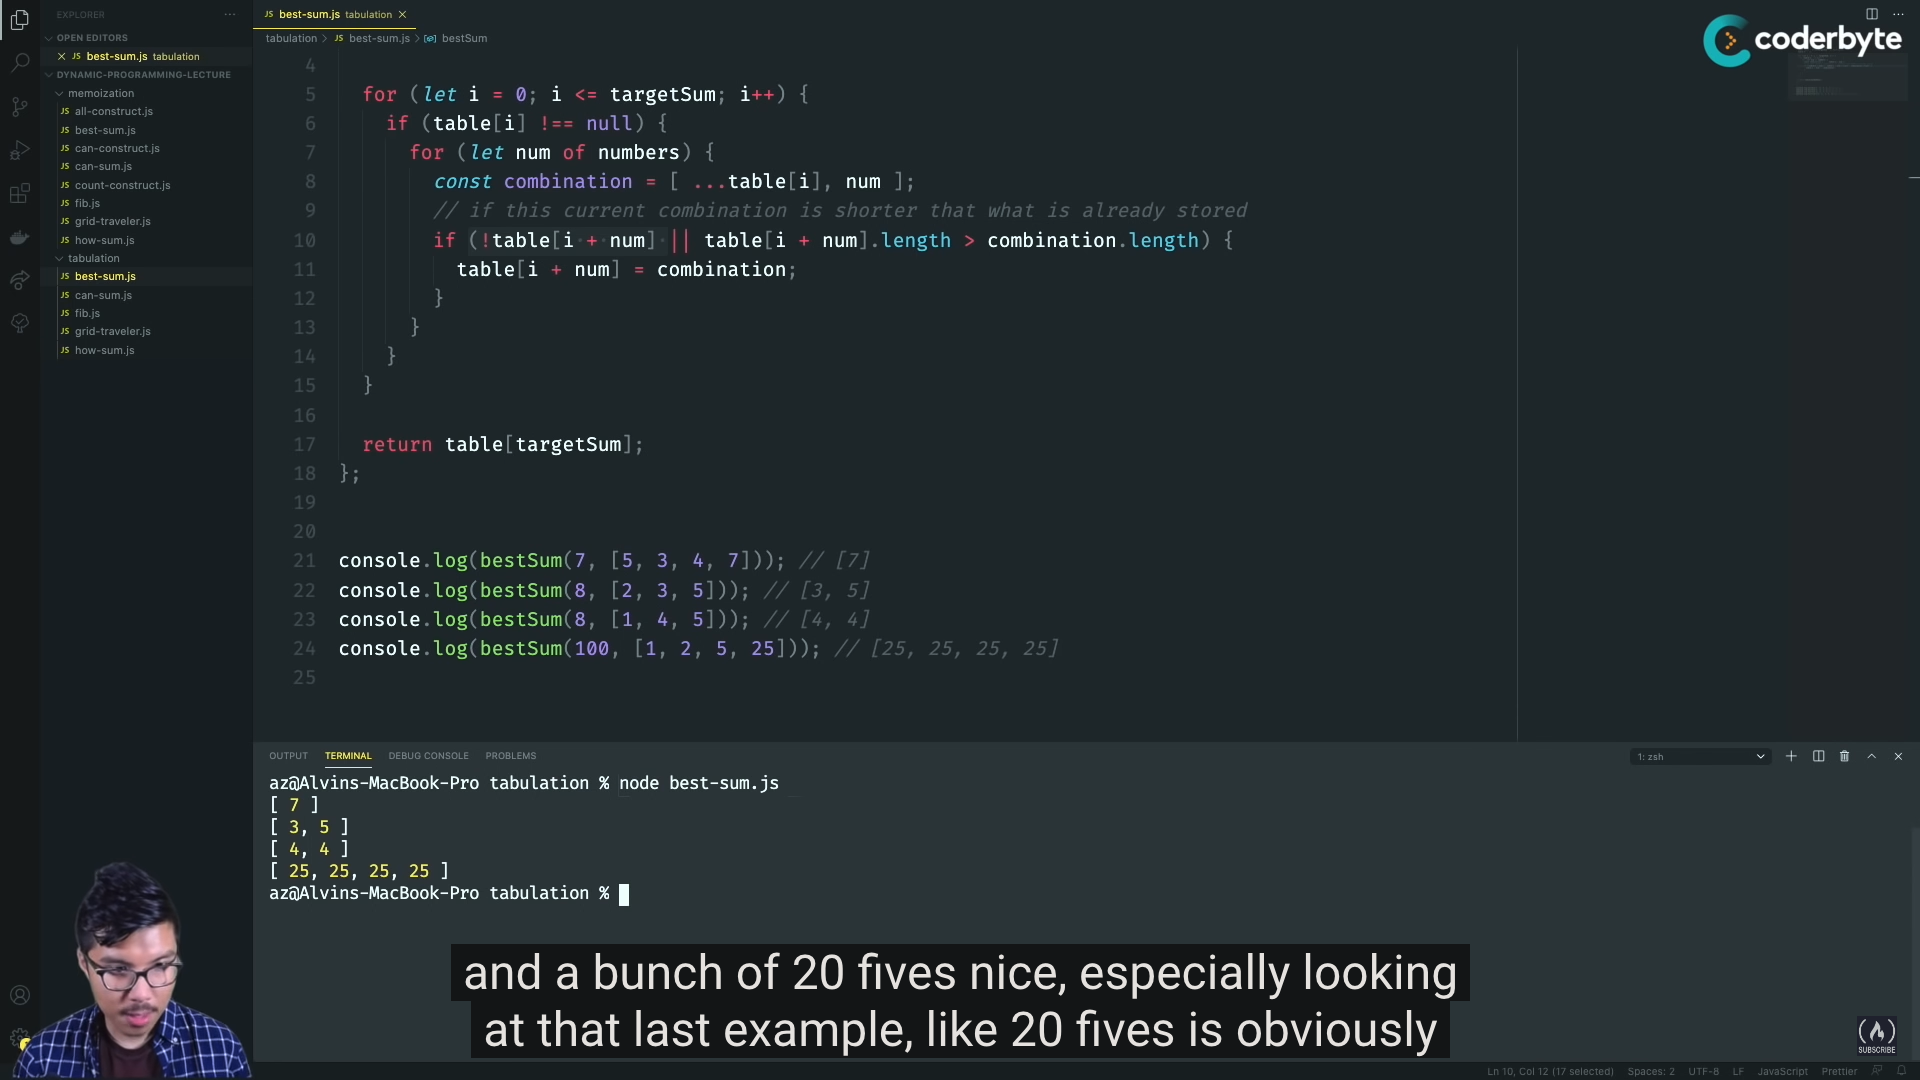 EXPLORER
OPEN EDITORS
JS best-sum.js tabulation
DYNAMIC-PROGRAMMING-LECTURE
memoization
JS all-construct.js
JS best-sum.js
JS can-construct.js
JS can-sum.js
JS count-construct.js
JS fib.js
JS grid-traveler.js
JS how-sum.js
tabulation
JS best-sum.js
JS can-sum.js
JS fib.js
JS grid-traveler.js
JS how-sum.js
JS best-sum.js tabulation
tabulation > JS best-sum.js > bestSum
coderbyte
4
5 for (let i = 0; i <= targetSum; i++) {
6 if (table[i] !== null) {
7 for (let num of numbers) {
8 const combination = [ ...table[i], num ];
9 // if this current combination is shorter that what is already stored
10 if (!table[i + num] || table[i + num].length > combination.length) {
11 table[i + num] = combination;
12 }
13 }
14 }
15 }
16
17 return table[targetSum];
18 };
19
20
21 console.log(bestSum(7, [5, 3, 4, 7])); // [7]
22 console.log(bestSum(8, [2, 3, 5])); // [3, 5]
23 console.log(bestSum(8, [1, 4, 5])); // [4, 4]
24 console.log(bestSum(100, [1, 2, 5, 25])); // [25, 25, 25, 25]
25
OUTPUT TERMINAL DEBUG CONSOLE PROBLEMS 1: zsh
az@Alvins-MacBook-Pro tabulation % node best-sum.js
[ 7 ]
[ 3, 5 ]
[ 4, 4 ]
[ 25, 25, 25, 25 ]
az@Alvins-MacBook-Pro tabulation %
and a bunch of 20 fives nice, especially looking
at that last example, like 20 fives is obviously
SUBSCRIBE
Ln 10, Col 12 (17 selected) Spaces: 2 UTF-8 LF JavaScript Prettier